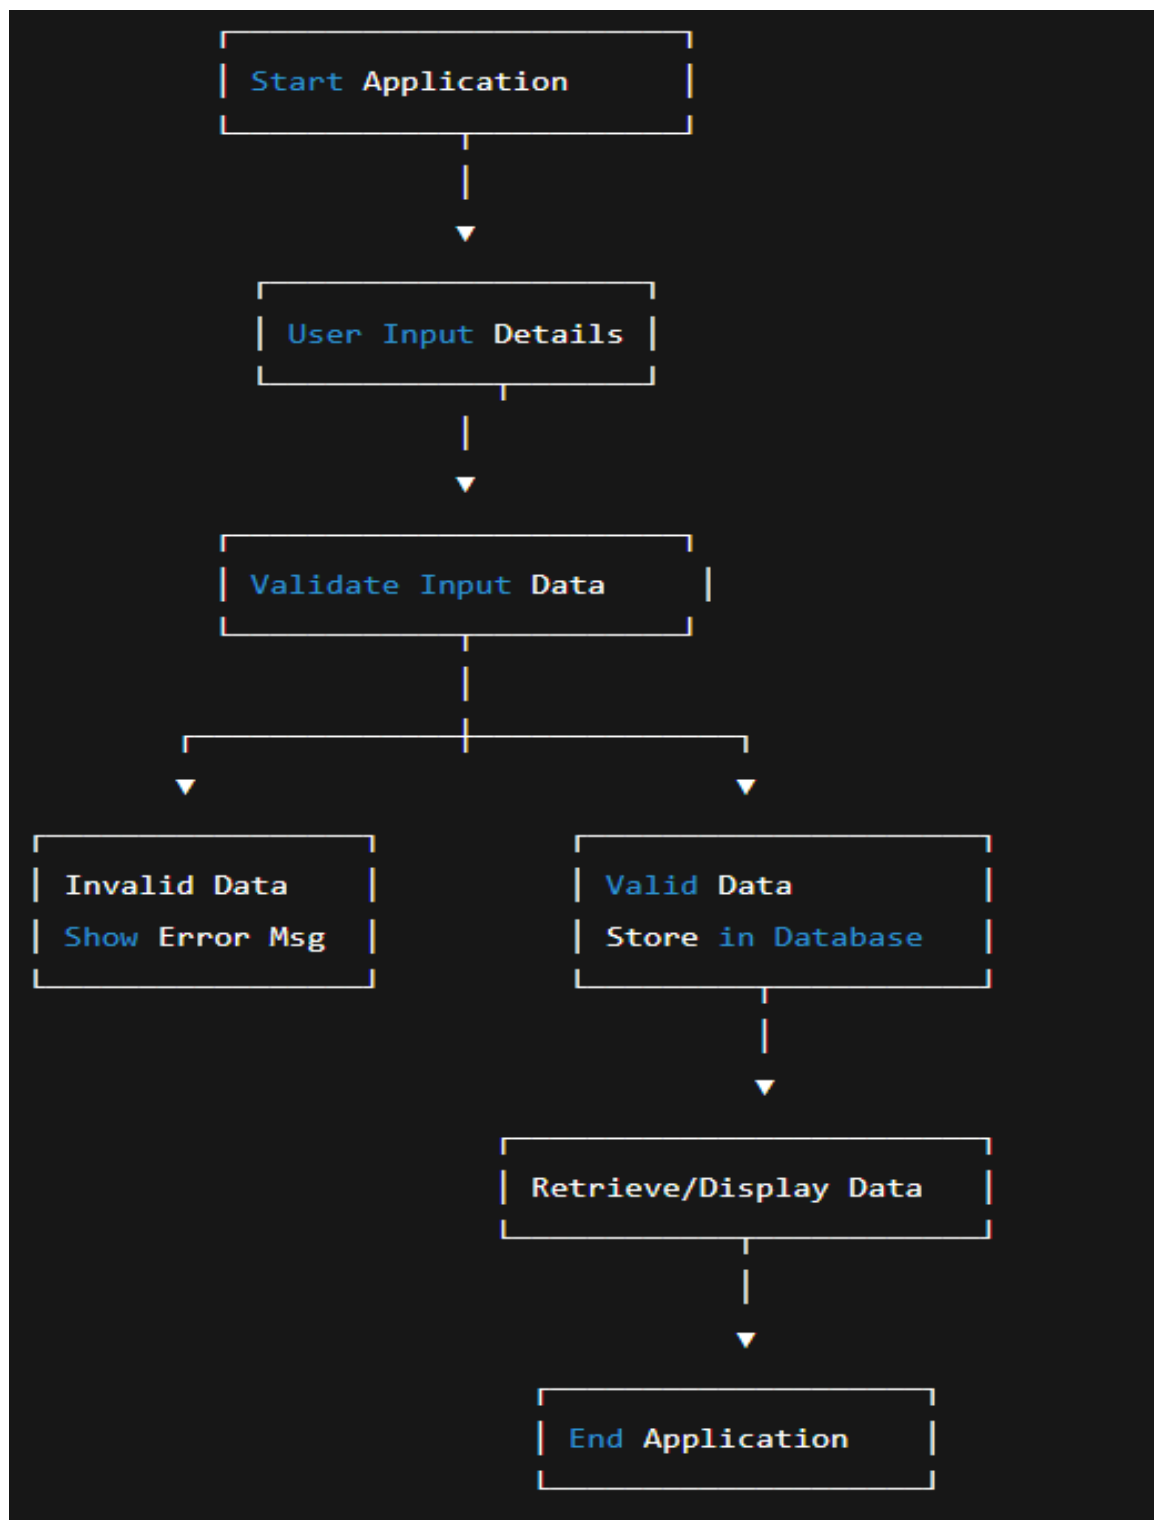 Start Application
User Input Details
Validate Input Data
Invalid Data
Show Error Msg
Valid Data
Store in Database
Retrieve/Display Data
End Application